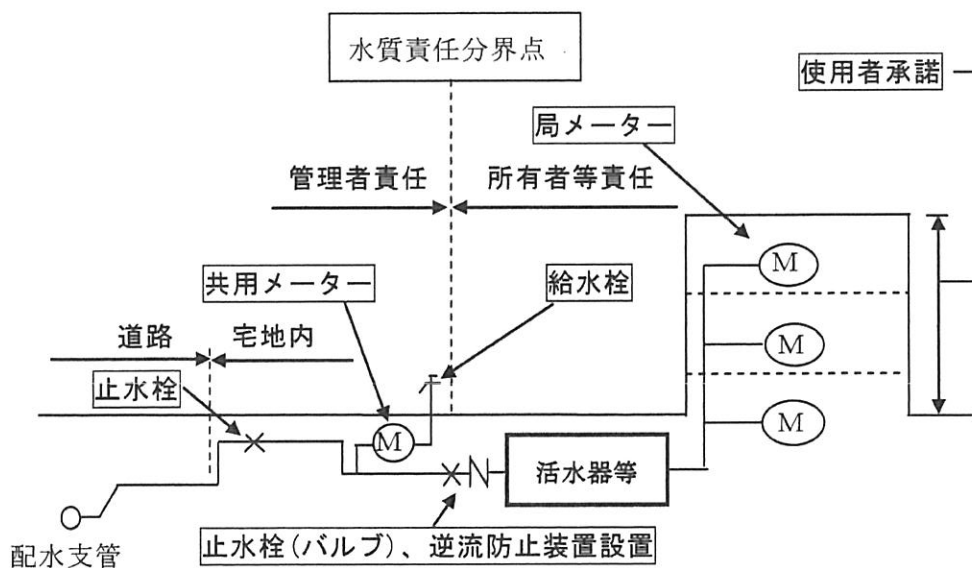 水質責任分界点
使用者承諾
局メーター
管理者責任
所有者等責任
M
共用メーター
給水栓
道路
宅地内
M
止水栓
M
M
活水器等
止水栓(バルブ)、逆流防止装置設置
配水支管